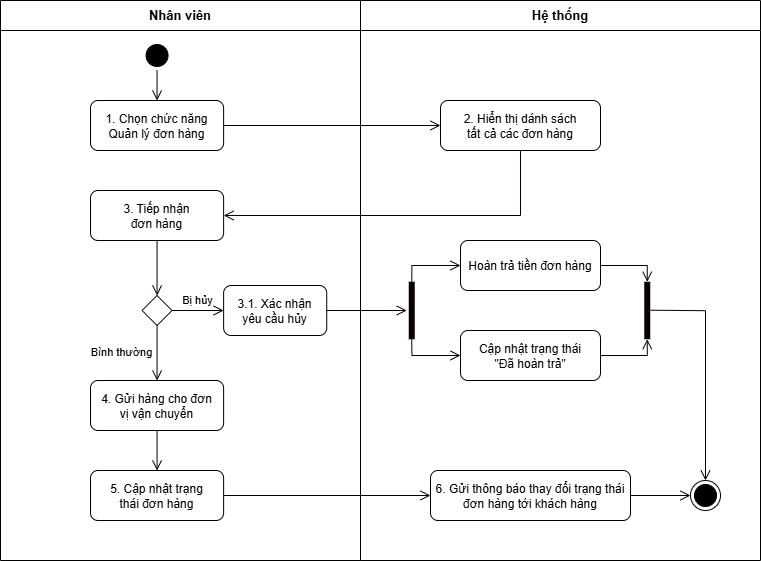 Nhân viên
Hệ thống
1. Chọn chức năng
Quản lý đơn hàng
2. Hiển thị dánh sách
tất cả các đơn hàng
3. Tiếp nhận
đơn hàng
Hoàn trả tiền đơn hàng
Bị hủy
3.1. Xác nhận
yêu cầu hủy
Bình thường
Cập nhật trạng thái
"Đã hoàn trả"
4. Gửi hàng cho đơn
vị vận chuyển
5. Cập nhật trạng
thái đơn hàng
6. Gửi thông báo thay đổi trạng thái
đơn hàng tới khách hàng